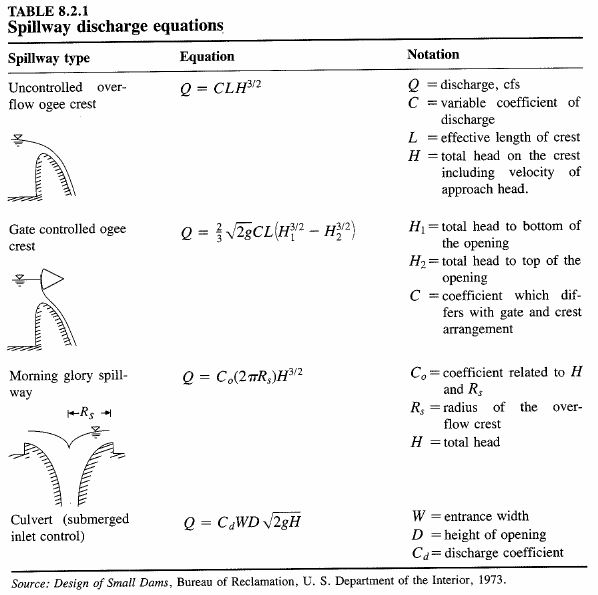 TABLE 8.2.1
Spillway discharge equations
Spillway type Equation Notation
Uncontrolled over-
flow ogee crest
Q = CLH^{3/2}
Q = discharge, cfs
C = variable coefficient of
discharge
L = effective length of crest
H = total head on the crest
including velocity of
approach head.
Gate controlled ogee
crest
Q = 2/3 √2g CL(H₁^{3/2} − H₂^{3/2})
H₁ = total head to bottom of
the opening
H₂ = total head to top of the
opening
C = coefficient which dif-
fers with gate and crest
arrangement
Morning glory spill-
way
Rₛ
Q = Cₒ(2πRₛ)H^{3/2}
Cₒ = coefficient related to H
and Rₛ
Rₛ = radius of the over-
flow crest
H = total head
Culvert (submerged
inlet control)
Q = C_d WD √2gH
W = entrance width
D = height of opening
C_d = discharge coefficient
Source: Design of Small Dams, Bureau of Reclamation, U. S. Department of the Interior, 1973.